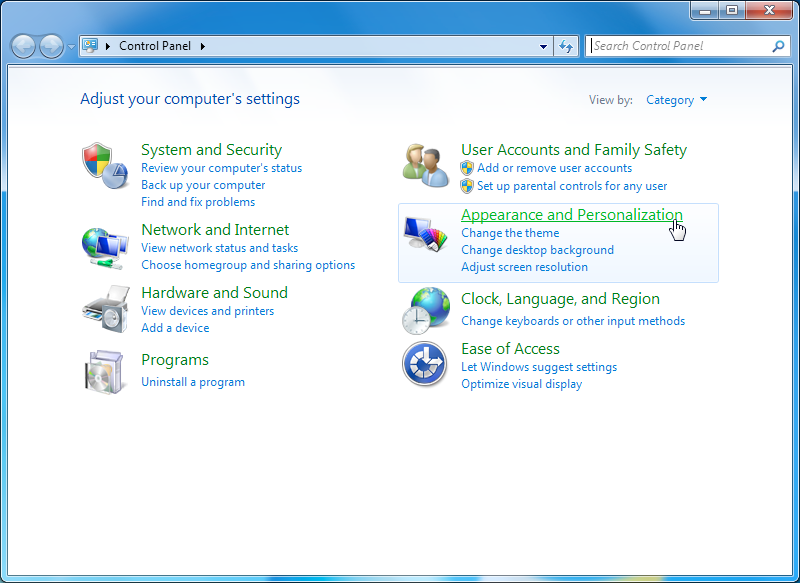 Control Panel
Search Control Panel
Adjust your computer's settings
View by: Category
System and Security
Review your computer's status
Back up your computer
Find and fix problems
Network and Internet
View network status and tasks
Choose homegroup and sharing options
Hardware and Sound
View devices and printers
Add a device
Programs
Uninstall a program
User Accounts and Family Safety
Add or remove user accounts
Set up parental controls for any user
Appearance and Personalization
Change the theme
Change desktop background
Adjust screen resolution
Clock, Language, and Region
Change keyboards or other input methods
Ease of Access
Let Windows suggest settings
Optimize visual display